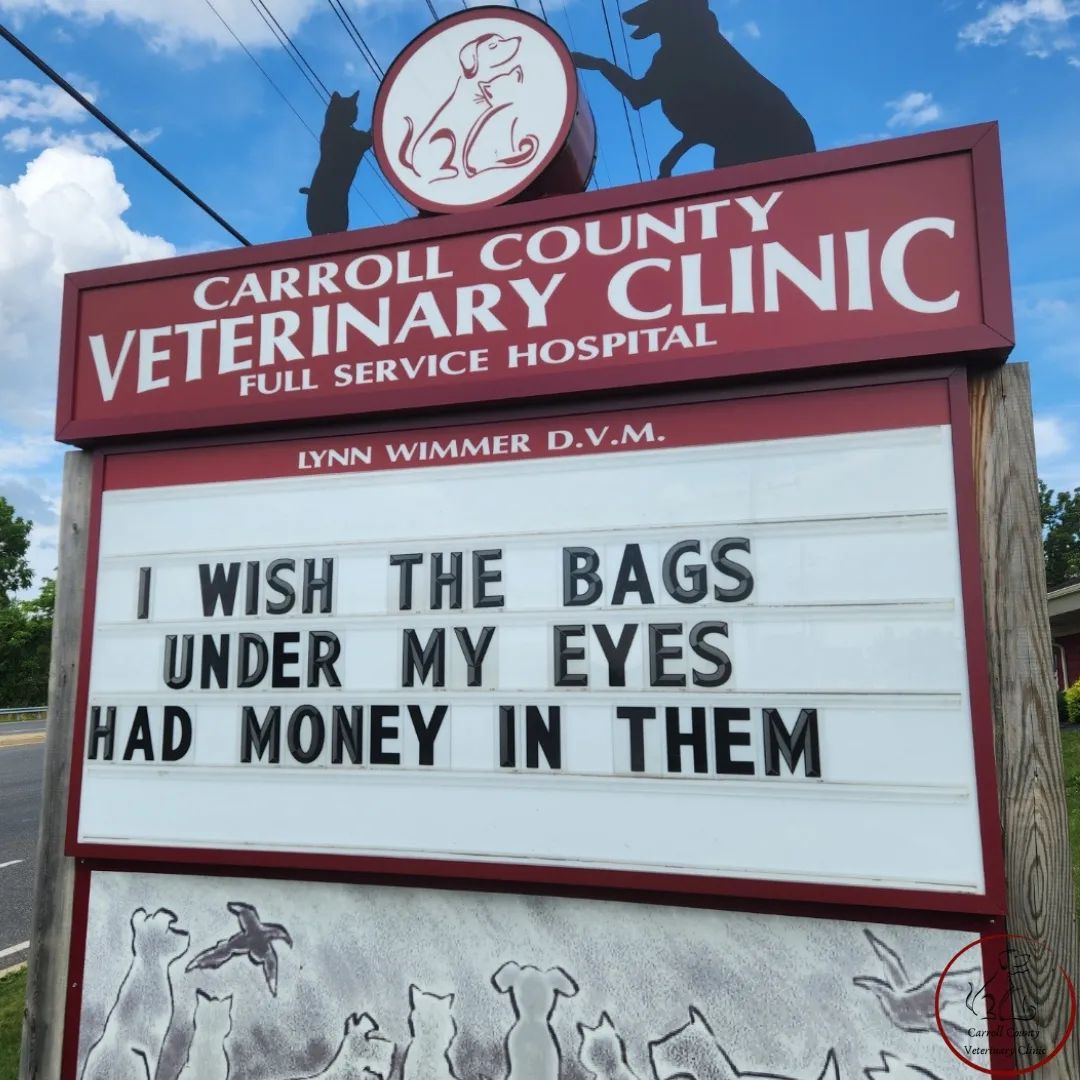 CARROLL COUNTY
VETERINARY CLINIC
FULL SERVICE HOSPITAL
LYNN WIMMER D.V.M.
I WISH THE BAGS
UNDER MY EYES
HAD MONEY IN THEM
Carroll County
Veterinary Clinic